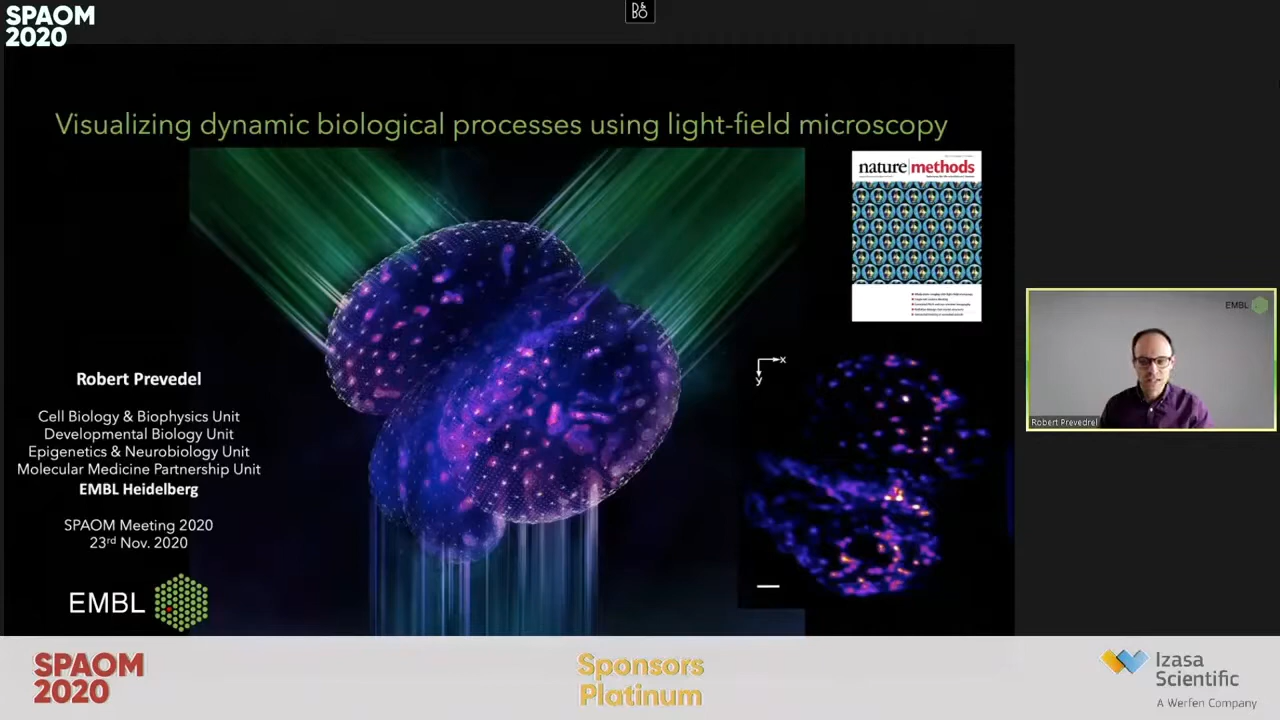 SPAOM
2020
D&
BO
Visualizing dynamic biological processes using light-field microscopy
nature methods
x
y
Robert Prevedel
Cell Biology & Biophysics Unit
Developmental Biology Unit
Epigenetics & Neurobiology Unit
Molecular Medicine Partnership Unit
EMBL Heidelberg
SPAOM Meeting 2020
23rd Nov. 2020
EMBL
EMBL
Robert Prevedrel
SPAOM
2020
Sponsors
Platinum
Izasa
Scientific
A Werfen Company